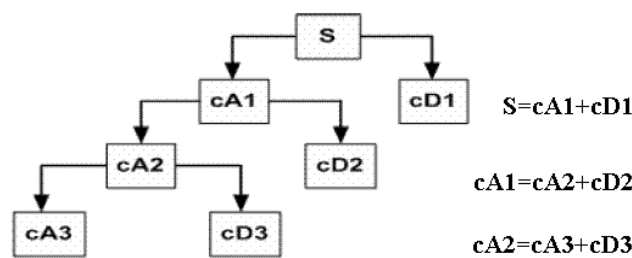 S
cA1
cD1
S=cA1+cD1
cA2
cD2
cA1=cA2+cD2
cA3
cD3
cA2=cA3+cD3